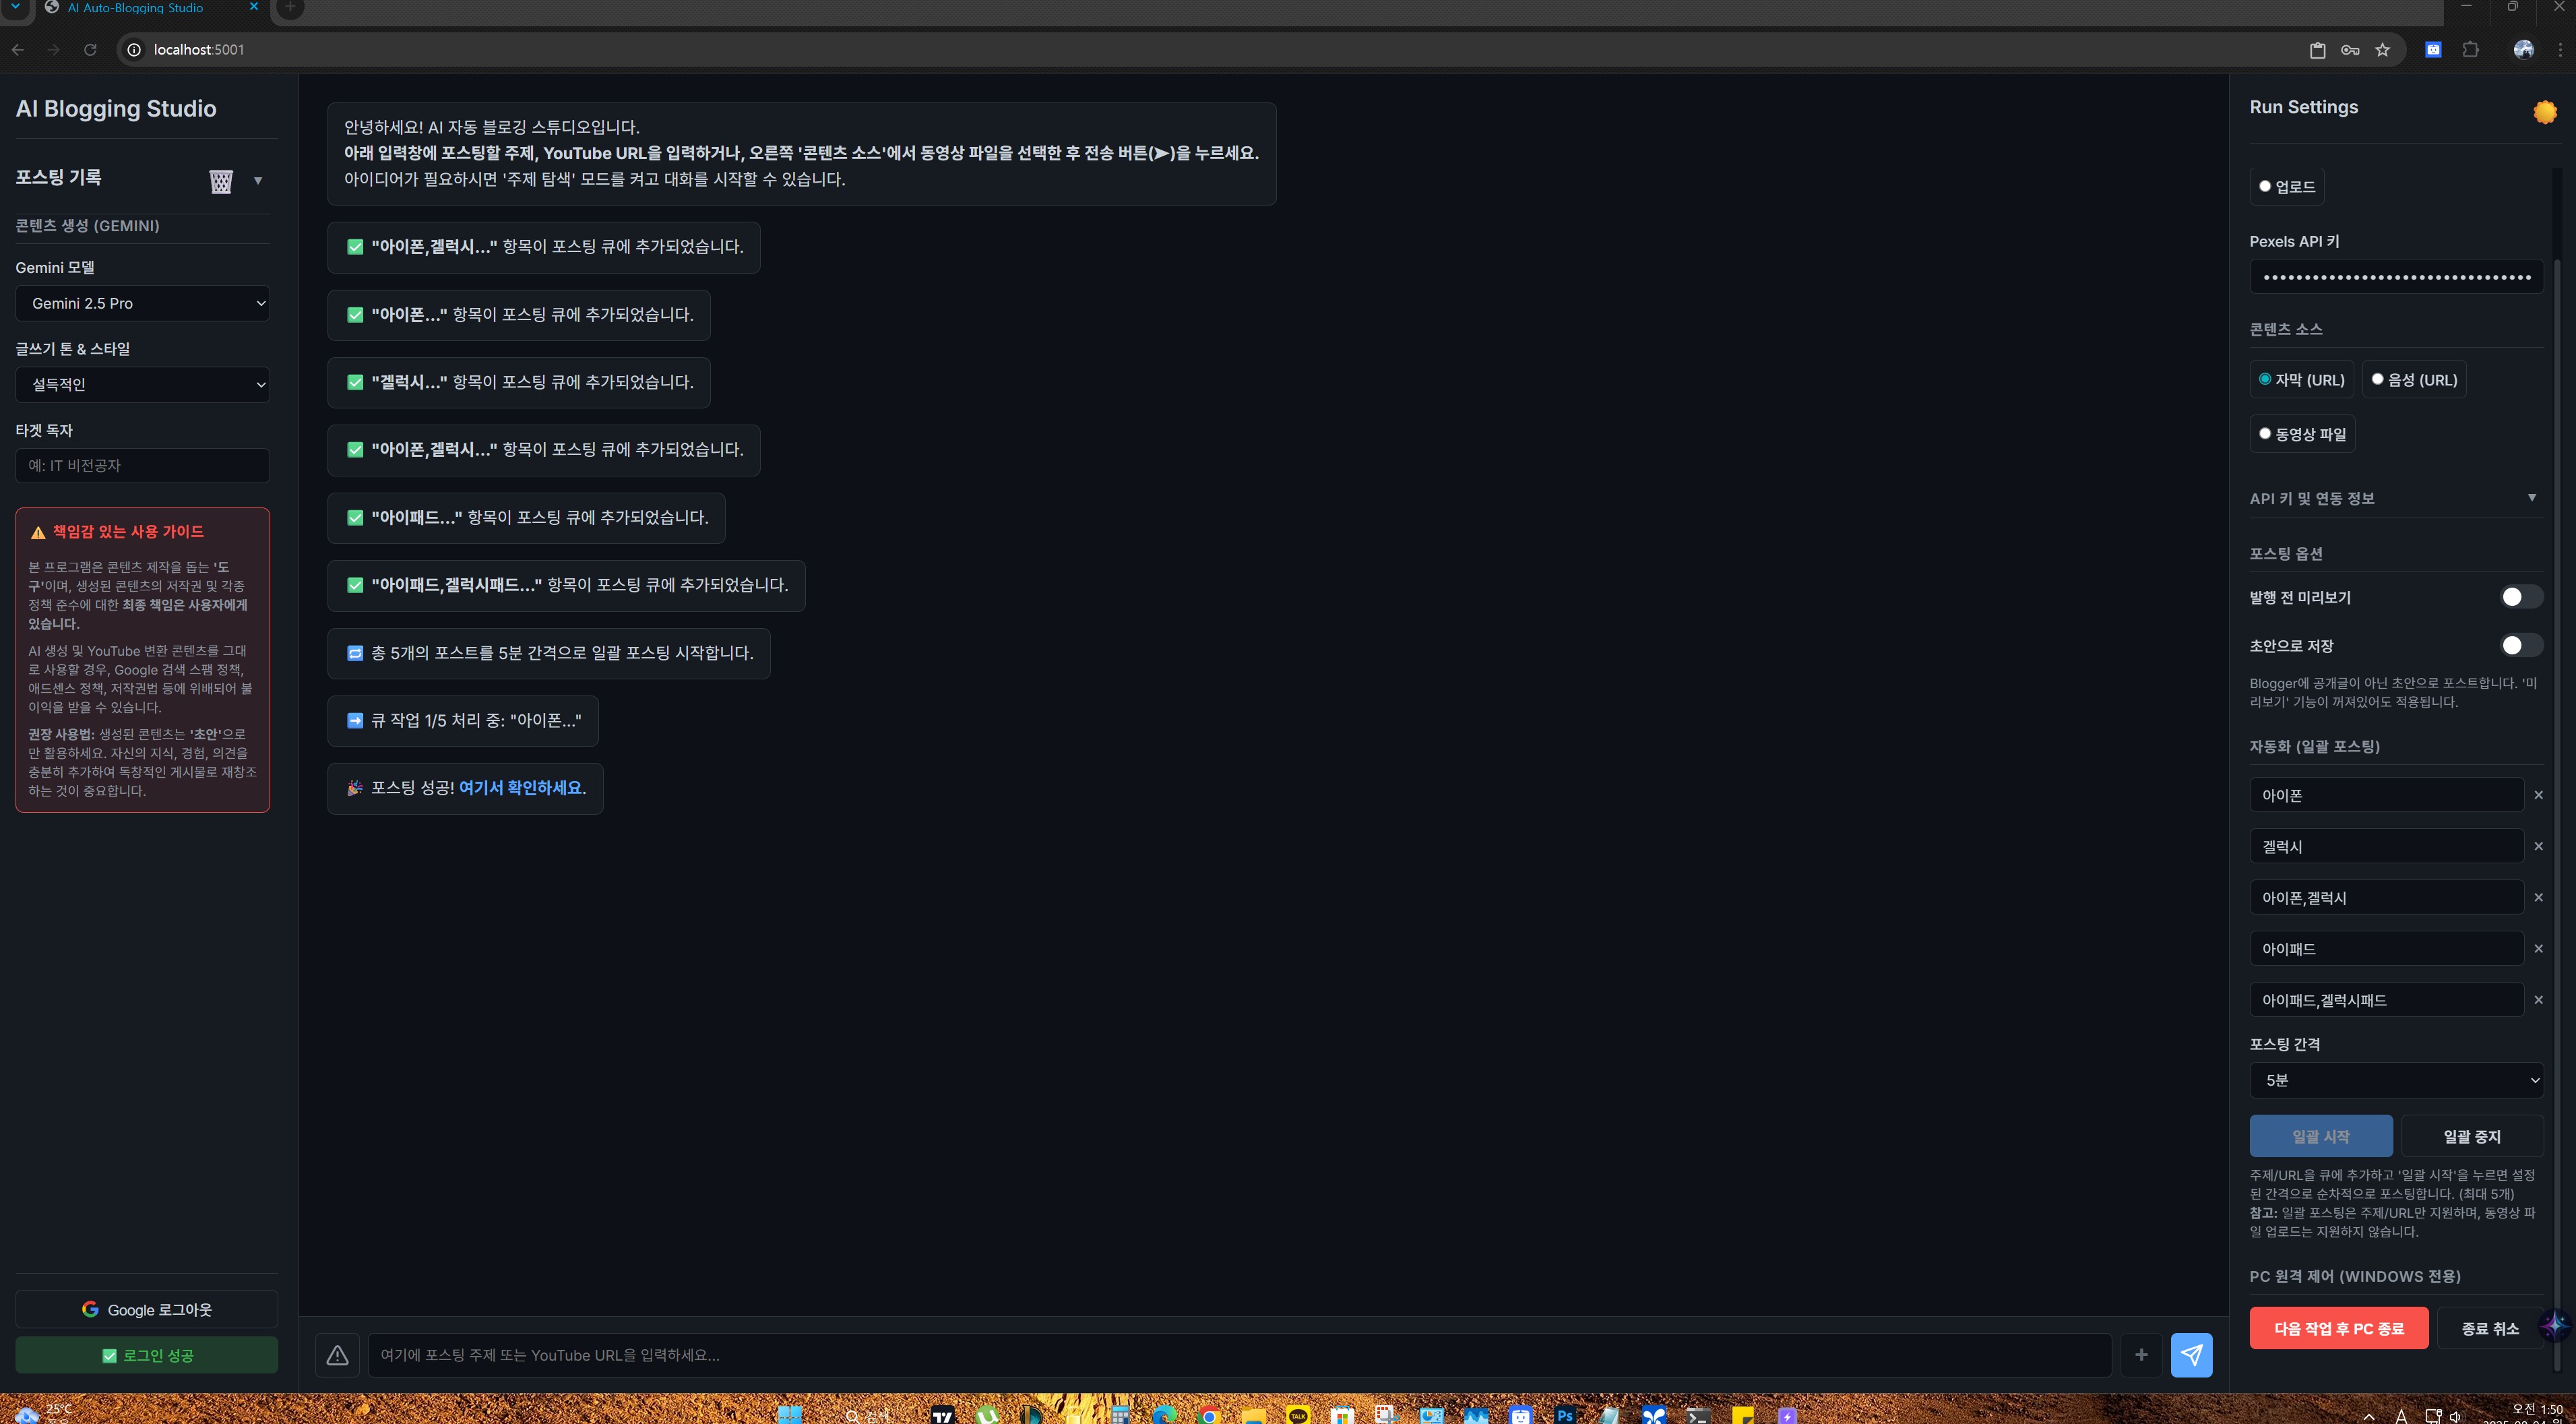 AI Auto-Blogging Studio
localhost:5001
AI Blogging Studio
포스팅 기록
콘텐츠 생성 (GEMINI)
Gemini 모델
Gemini 2.5 Pro
글쓰기 톤 & 스타일
설득적인
타겟 독자
예: IT 비전공자
책임감 있는 사용 가이드
본 프로그램은 콘텐츠 제작을 돕는 '도
구'이며, 생성된 콘텐츠의 저작권 및 각종
정책 준수에 대한 최종 책임은 사용자에게
있습니다.
AI 생성 및 YouTube 변환 콘텐츠를 그대
로 사용할 경우, Google 검색 스팸 정책,
애드센스 정책, 저작권법 등에 위배되어 불
이익을 받을 수 있습니다.
권장 사용법: 생성된 콘텐츠는 '초안'으로
만 활용하세요. 자신의 지식, 경험, 의견을
충분히 추가하여 독창적인 게시물로 재창조
하는 것이 중요합니다.
Google 로그아웃
✅ 로그인 성공
안녕하세요! AI 자동 블로깅 스튜디오입니다.
아래 입력창에 포스팅할 주제, YouTube URL을 입력하거나, 오른쪽 '콘텐츠 소스'에서 동영상 파일을 선택한 후 전송 버튼(➤)을 누르세요.
아이디어가 필요하시면 '주제 탐색' 모드를 켜고 대화를 시작할 수 있습니다.
✅ "아이폰,겔럭시..." 항목이 포스팅 큐에 추가되었습니다.
✅ "아이폰..." 항목이 포스팅 큐에 추가되었습니다.
✅ "겔럭시..." 항목이 포스팅 큐에 추가되었습니다.
✅ "아이폰,겔럭시..." 항목이 포스팅 큐에 추가되었습니다.
✅ "아이패드..." 항목이 포스팅 큐에 추가되었습니다.
✅ "아이패드,겔럭시패드..." 항목이 포스팅 큐에 추가되었습니다.
🔁 총 5개의 포스트를 5분 간격으로 일괄 포스팅 시작합니다.
➡️ 큐 작업 1/5 처리 중: "아이폰..."
🎉 포스팅 성공! 여기서 확인하세요.
여기에 포스팅 주제 또는 YouTube URL을 입력하세요...
Run Settings
업로드
Pexels API 키
콘텐츠 소스
자막 (URL) 음성 (URL)
동영상 파일
API 키 및 연동 정보
포스팅 옵션
발행 전 미리보기
초안으로 저장
Blogger에 공개글이 아닌 초안으로 포스트합니다. '미
리보기' 기능이 꺼져있어도 적용됩니다.
자동화 (일괄 포스팅)
아이폰
겔럭시
아이폰,겔럭시
아이패드
아이패드,겔럭시패드
포스팅 간격
5분
일괄 시작 일괄 중지
주제/URL을 큐에 추가하고 '일괄 시작'을 누르면 설정
된 간격으로 순차적으로 포스팅합니다. (최대 5개)
참고: 일괄 포스팅은 주제/URL만 지원하며, 동영상 파
일 업로드는 지원하지 않습니다.
PC 원격 제어 (WINDOWS 전용)
다음 작업 후 PC 종료 종료 취소
25°C
TALK
Ps
A
오전 1:50